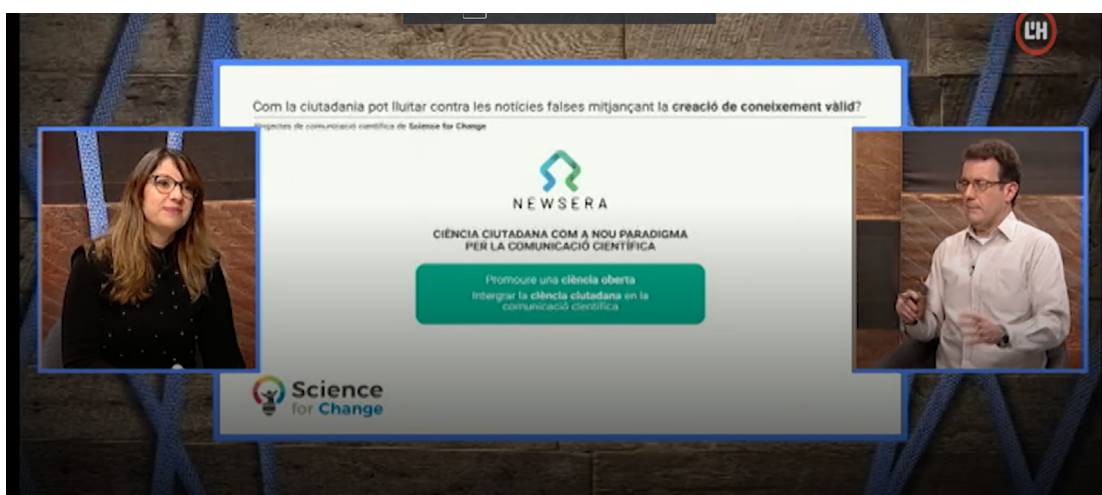 L'H
Com la ciutadania pot lluitar contra les notícies falses mitjançant la creació de coneixement vàlid?
Projectes de comunicació científica de Science for Change
NEWSERA
CIÈNCIA CIUTADANA COM A NOU PARADIGMA
PER LA COMUNICACIÓ CIENTÍFICA
Promoure una ciència oberta
Intergrar la ciència ciutadana en la
comunicació científica
Science
for Change